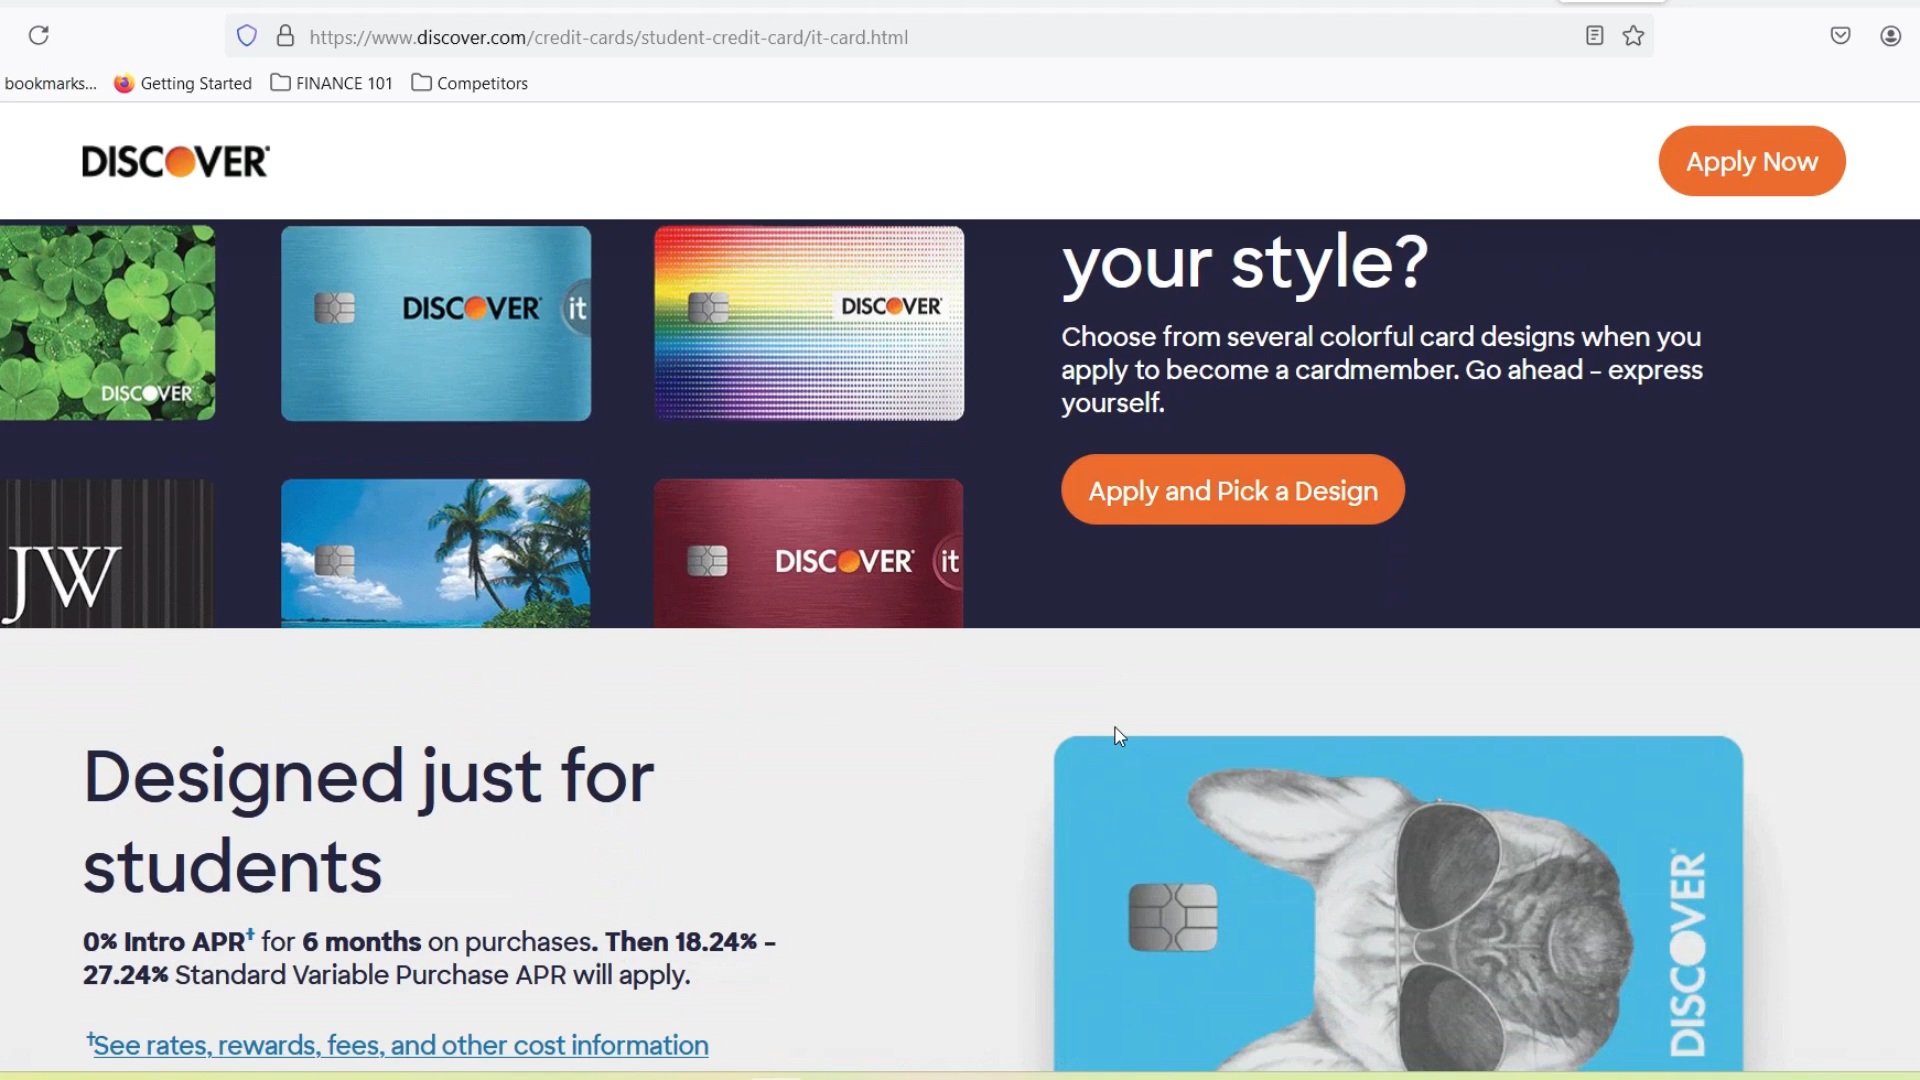 https://www.discover.com/credit-cards/student-credit-card/it-card.html
bookmarks...
Getting Started
FINANCE 101
Competitors
DISCOVER
Apply Now
DISCOVER
DISCOVER it
DISCOVER
JW
DISCOVER it
your style?
Choose from several colorful card designs when you
apply to become a cardmember. Go ahead – express
yourself.
Apply and Pick a Design
Designed just for
students
0% Intro APR† for 6 months on purchases. Then 18.24% –
27.24% Standard Variable Purchase APR will apply.
†See rates, rewards, fees, and other cost information
DISCOVER